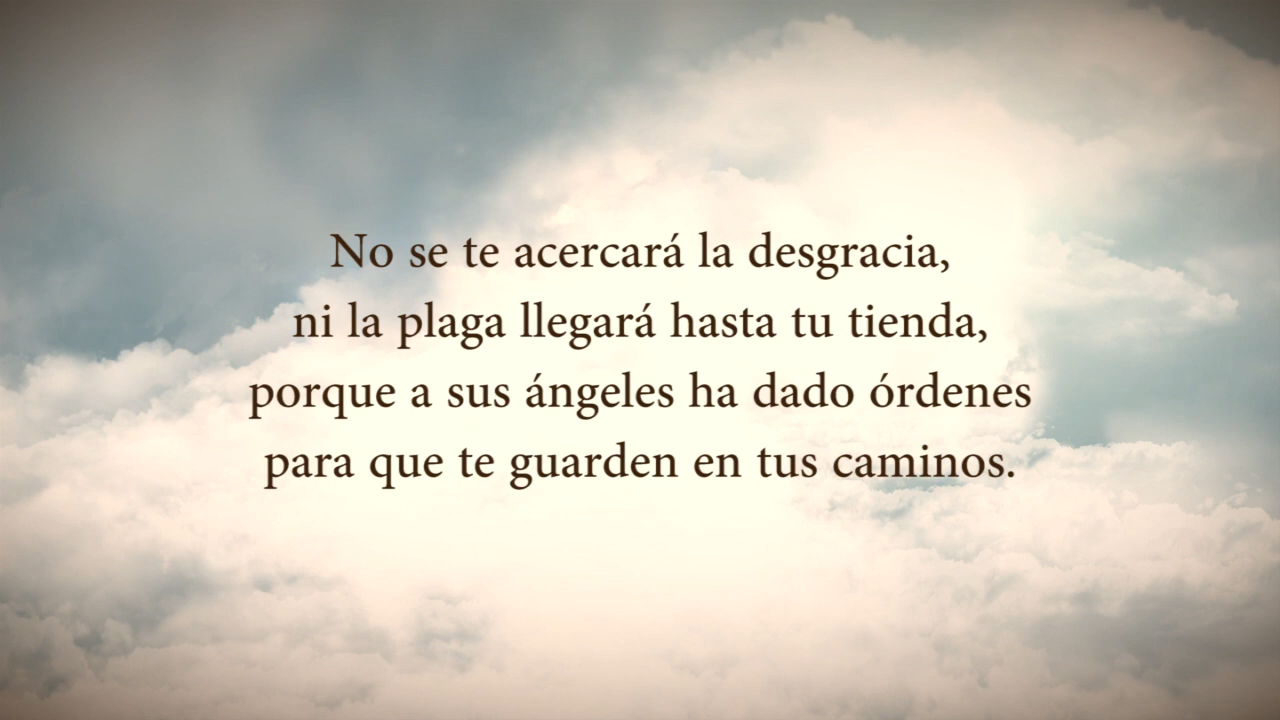 No se te acercará la desgracia,
ni la plaga llegará hasta tu tienda,
porque a sus ángeles ha dado órdenes
para que te guarden en tus caminos.